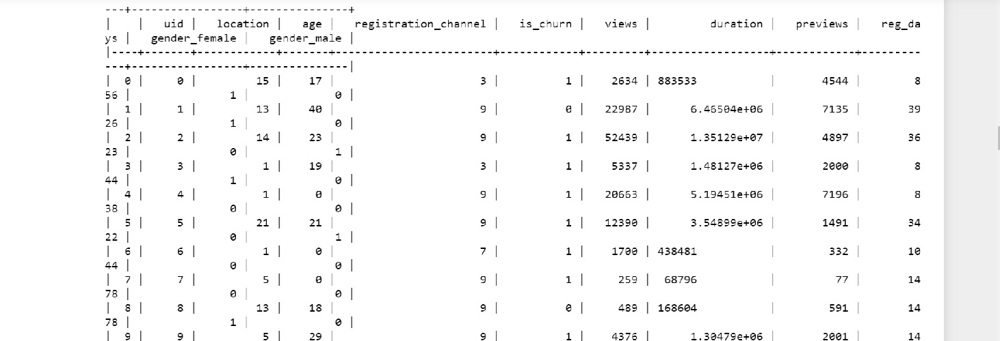 ---+-----------------+---------------+
|    |   uid |   location |   age |   registration_channel |   is_churn |   views |         duration |   previews |   reg_da
ys |   gender_female |   gender_male |
|----+-------+------------+-------+------------------------+------------+---------+------------------+------------+---------
---+-----------------+---------------|
|  0 |     0 |         15 |    17 |                      3 |          1 |    2634 | 883533           |       4544 |        8
56 |               1 |             0 |
|  1 |     1 |         13 |    40 |                      9 |          0 |   22987 |      6.46504e+06 |       7135 |       39
26 |               1 |             0 |
|  2 |     2 |         14 |    23 |                      9 |          1 |   52439 |      1.35129e+07 |       4897 |       36
23 |               0 |             1 |
|  3 |     3 |          1 |    19 |                      3 |          1 |    5337 |      1.48127e+06 |       2000 |        8
44 |               1 |             0 |
|  4 |     4 |          1 |     0 |                      9 |          1 |   20663 |      5.19451e+06 |       7196 |        8
38 |               0 |             0 |
|  5 |     5 |         21 |    21 |                      9 |          1 |   12390 |      3.54899e+06 |       1491 |       34
22 |               0 |             1 |
|  6 |     6 |          1 |     0 |                      7 |          1 |    1700 | 438481           |        332 |       10
44 |               0 |             0 |
|  7 |     7 |          5 |     0 |                      9 |          1 |     259 |  68796           |         77 |       14
78 |               0 |             0 |
|  8 |     8 |         13 |    18 |                      9 |          0 |     489 | 168604           |        591 |       14
78 |               1 |             0 |
|  9 |     9 |          5 |    29 |                      9 |          1 |    4376 |      1.30479e+06 |       2001 |       14